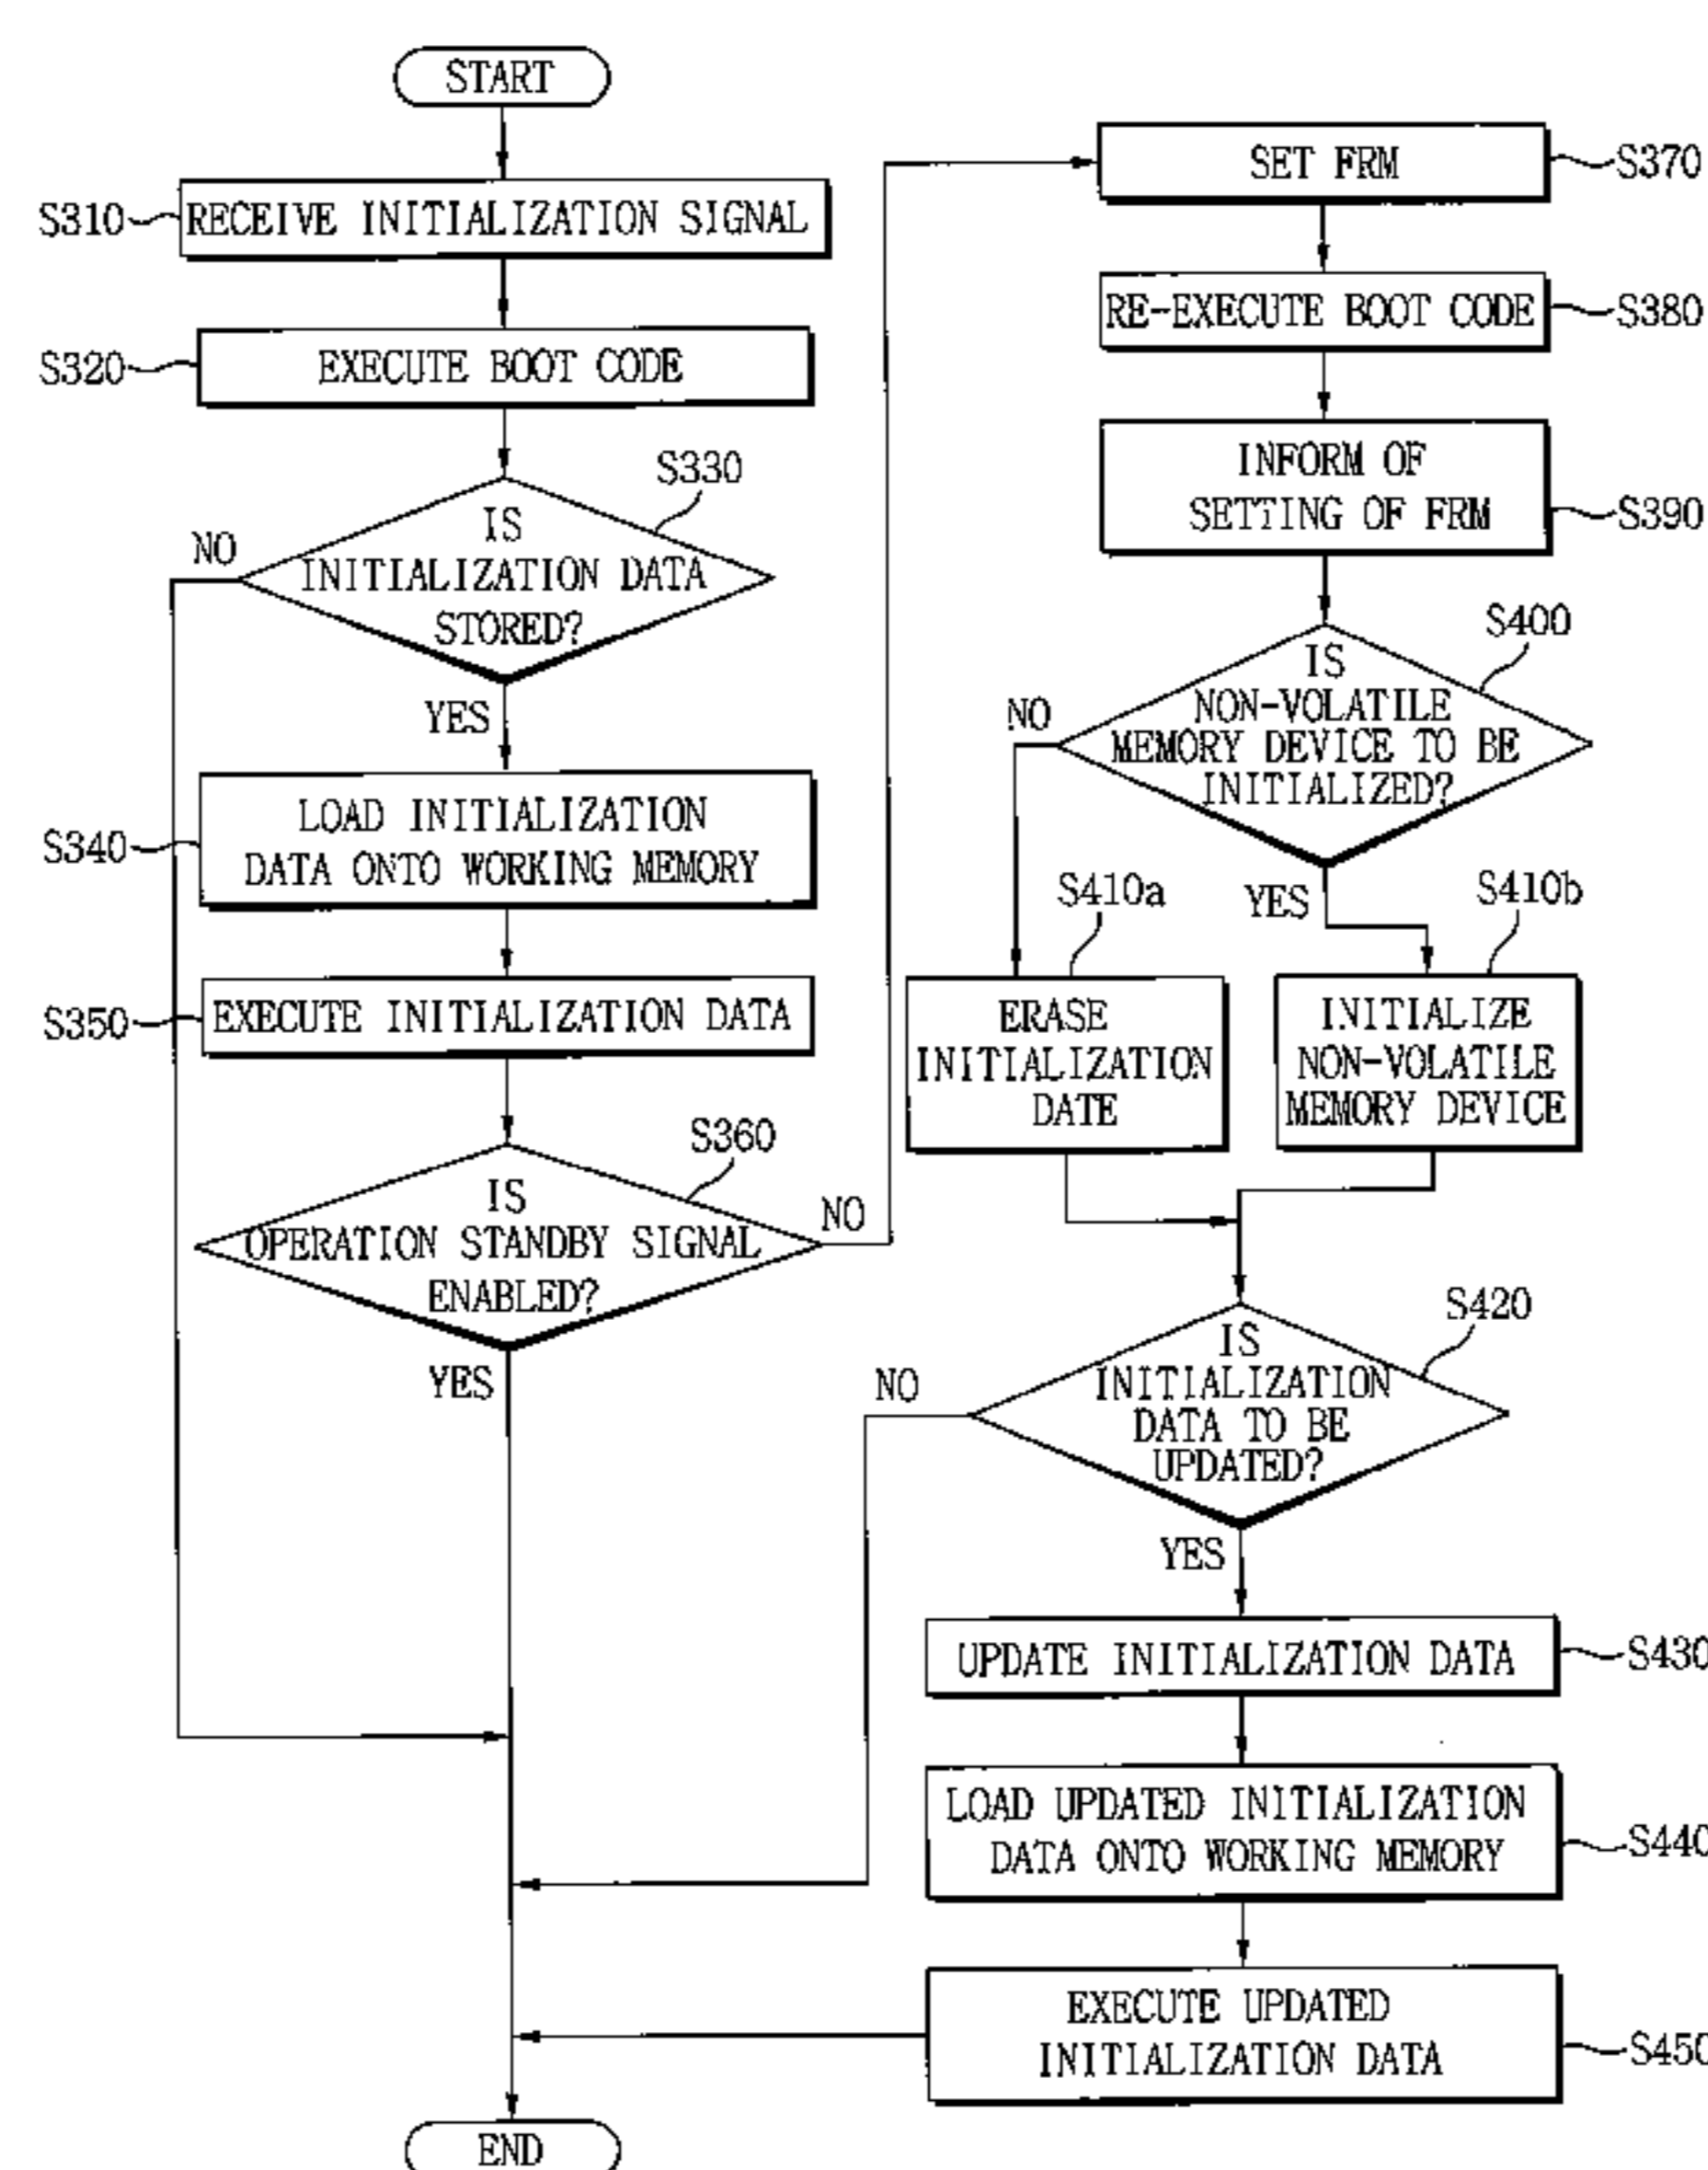 START
S310
RECEIVE INITIALIZATION SIGNAL
S320
EXECUTE BOOT CODE
S330
IS
INITIALIZATION DATA
STORED?
NO
YES
S340
LOAD INITIALIZATION
DATA ONTO WORKING MEMORY
S350
EXECUTE INITIALIZATION DATA
S360
IS
OPERATION STANDBY SIGNAL
ENABLED?
NO
YES
SET FRM
S370
RE-EXECUTE BOOT CODE
S380
INFORM OF
SETTING OF FRM
S390
S400
IS
NON-VOLATILE
MEMORY DEVICE TO BE
INITIALIZED?
NO
YES
S410a
ERASE
INITIALIZATION
DATE
S410b
INITIALIZE
NON-VOLATILE
MEMORY DEVICE
S420
IS
INITIALIZATION
DATA TO BE
UPDATED?
NO
YES
UPDATE INITIALIZATION DATA
S430
LOAD UPDATED INITIALIZATION
DATA ONTO WORKING MEMORY
S440
EXECUTE UPDATED
INITIALIZATION DATA
S450
END